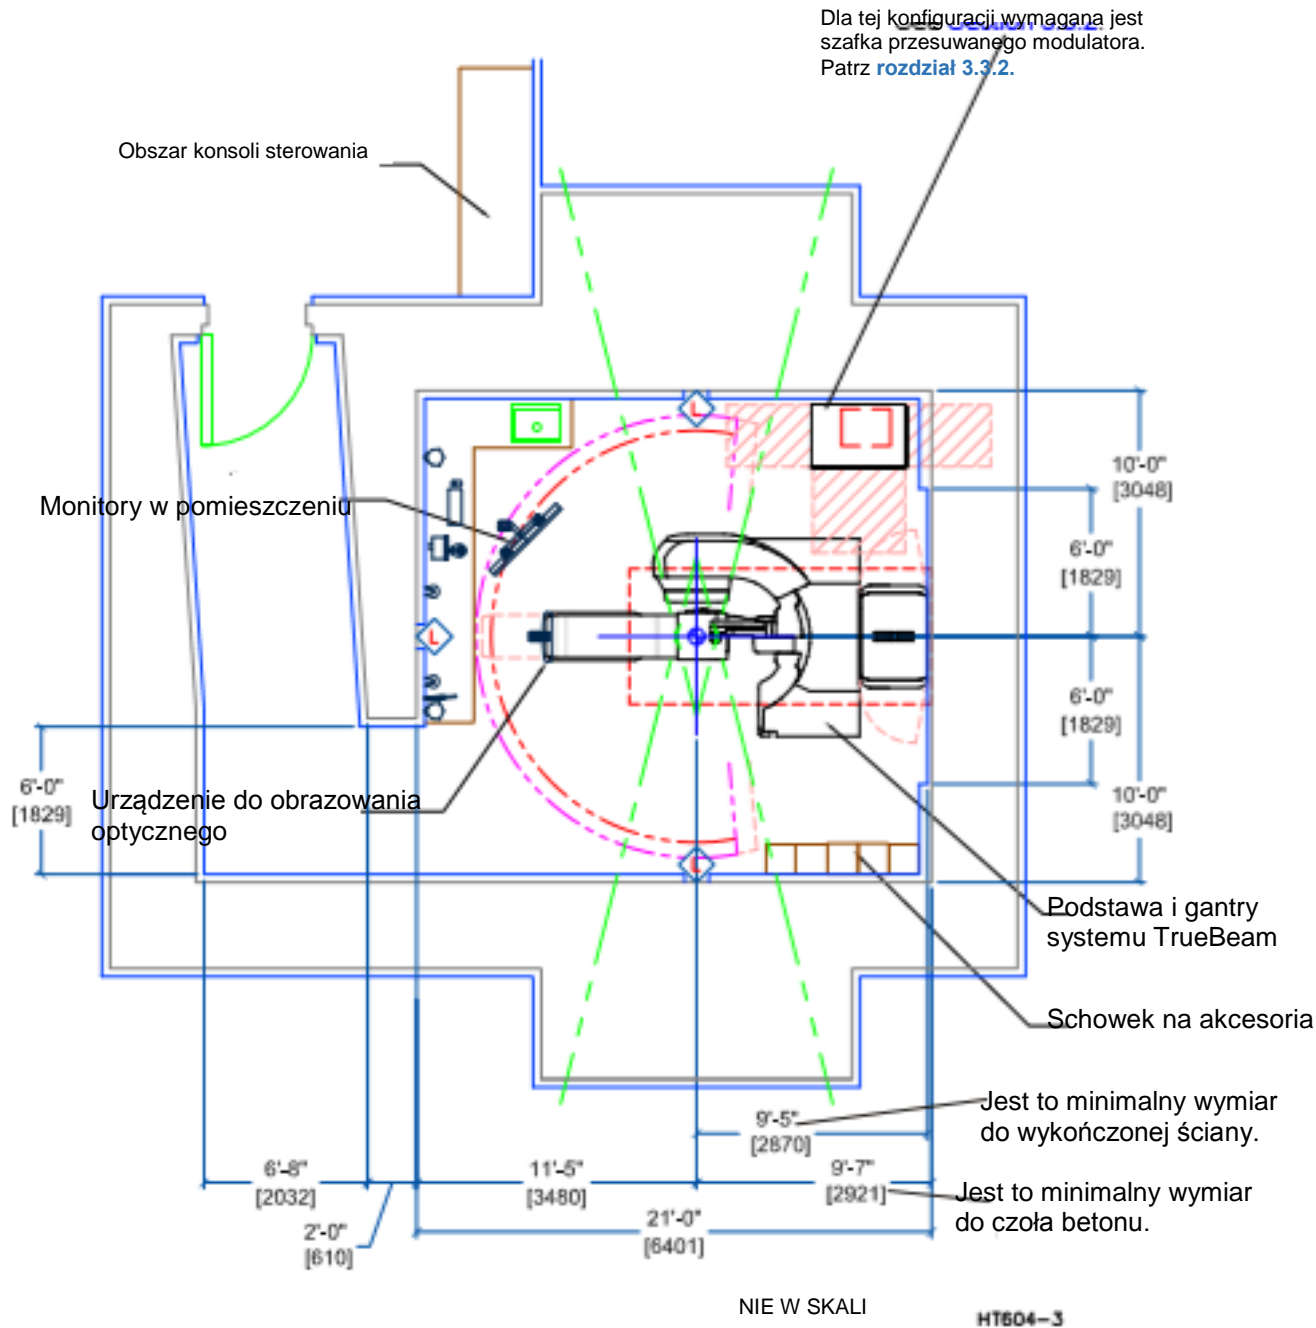 Dla tej konfiguracji wymagana jest
szafka przesuwanego modulatora.
Patrz rozdział 3.3.2.
Obszar konsoli sterowania
L
10'-0"
[3048]
Monitory w pomieszczeniu
6'-0"
[1829]
L
6'-0"
[1829]
6'-0"
[1829]
Urządzenie do obrazowania
optycznego
10'-0"
[3048]
L
Podstawa i gantry
systemu TrueBeam
Schowek na akcesoria
Jest to minimalny wymiar
do wykończonej ściany.
9'-5"
[2870]
6'-8"
[2032]
11'-5"
[3480]
9'-7"
[2921]
Jest to minimalny wymiar
do czoła betonu.
2'-0"
[610]
21'-0"
[6401]
NIE W SKALI
HT604-3